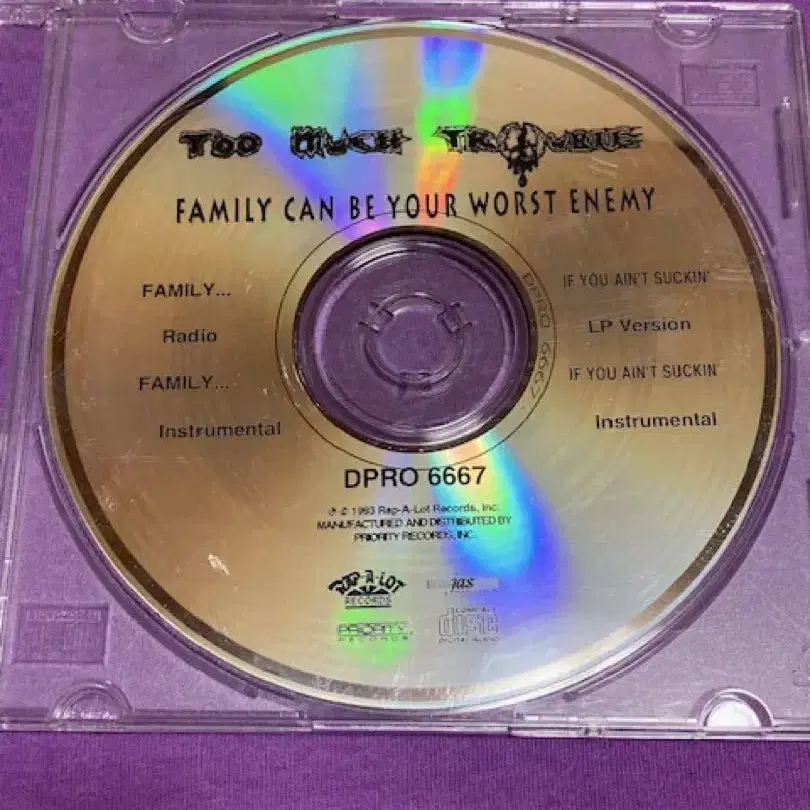 TOO MUCH TROUBLE
FAMILY CAN BE YOUR WORST ENEMY
FAMILY...
Radio
FAMILY...
Instrumental
IF YOU AIN'T SUCKIN'
LP Version
IF YOU AIN'T SUCKIN'
Instrumental
DPRO 6667
DPRO 6667
℗ © 1993 Rap-A-Lot Records, Inc.
MANUFACTURED AND DISTRIBUTED BY
PRIORITY RECORDS, INC.
RAP-A-LOT
RECORDS
jas
PRIORITY
RECORDS
COMPACT
disc
DIGITAL AUDIO